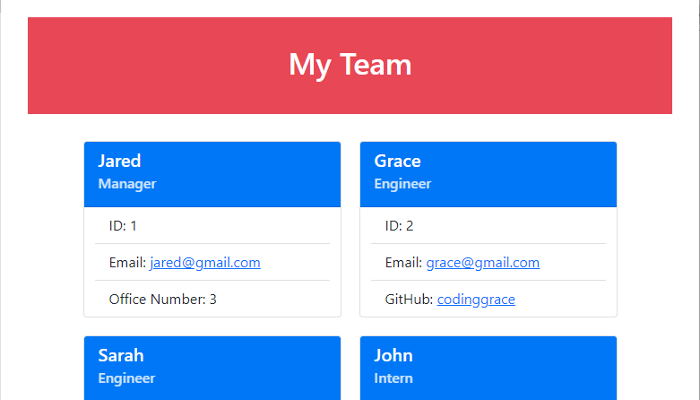 My Team
Jared
Manager
ID: 1
Email: jared@gmail.com
Office Number: 3
Grace
Engineer
ID: 2
Email: grace@gmail.com
GitHub: codinggrace
Sarah
Engineer
John
Intern